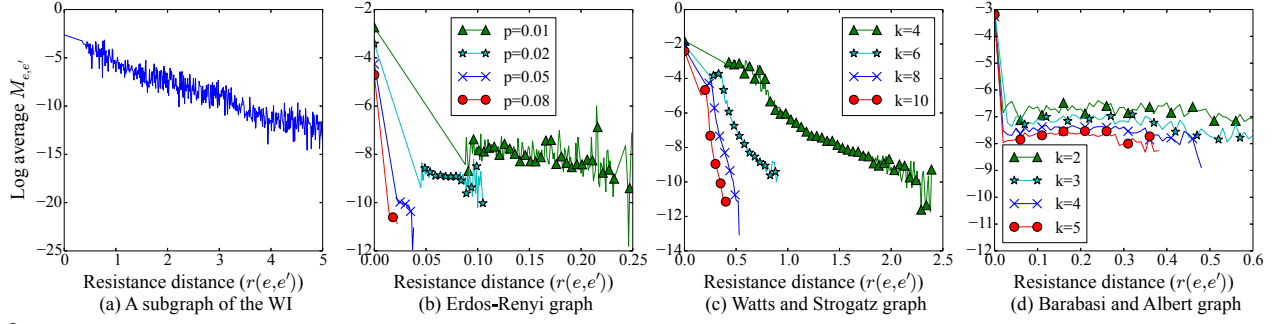 Log average M_{e,e'}
0
−5
−10
−15
−20
−25
0 1 2 3 4 5
Resistance distance (r(e,e′))
(a) A subgraph of the WI
−2
−4
−6
−8
−10
−12
p=0.01
p=0.02
p=0.05
p=0.08
0.00 0.05 0.10 0.15 0.20 0.25
Resistance distance (r(e,e′))
(b) Erdos-Renyi graph
0
−2
−4
−6
−8
−10
−12
−14
k=4
k=6
k=8
k=10
0.0 0.5 1.0 1.5 2.0 2.5
Resistance distance (r(e,e′))
(c) Watts and Strogatz graph
−3
−4
−5
−6
−7
−8
−9
−10
−11
−12
k=2
k=3
k=4
k=5
0.0 0.1 0.2 0.3 0.4 0.5 0.6
Resistance distance (r(e,e′))
(d) Barabasi and Albert graph